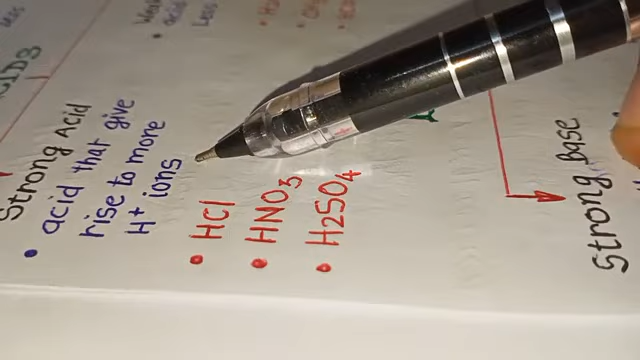 Strong Acid
• acid that give
rise to more
H+ ions
• HCl
• HNO3
• H2SO4
Strong Base